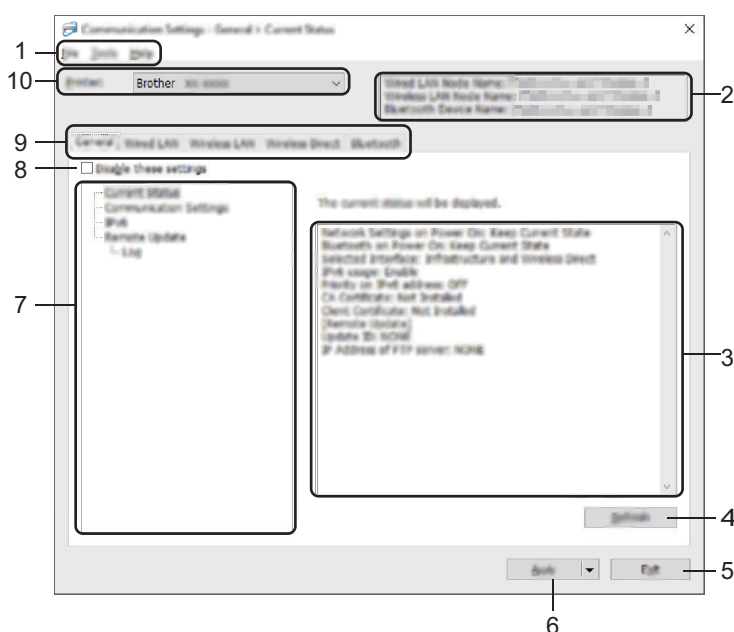 Communication Settings - General > Current Status
1
File Tools Help
10
Printer: Brother XX-XXXX
Wired LAN Node Name:
Wireless LAN Node Name:
Bluetooth Device Name:
2
9
General Wired LAN Wireless LAN Wireless Direct Bluetooth
8
Disable these settings
Current Status
Communication Settings
IPv6
Remote Update
Log
7
The current status will be displayed.
Network Settings on Power On: Keep Current State
Bluetooth on Power On: Keep Current State
Selected Interface: Infrastructure and Wireless Direct
IPv6 usage: Enable
Priority on IPv6 address: OFF
CA Certificate: Not Installed
Client Certificate: Not Installed
[Remote Update]
Update ID: NONE
IP Address of FTP server: NONE
3
Refresh
4
Apply
Exit
5
6